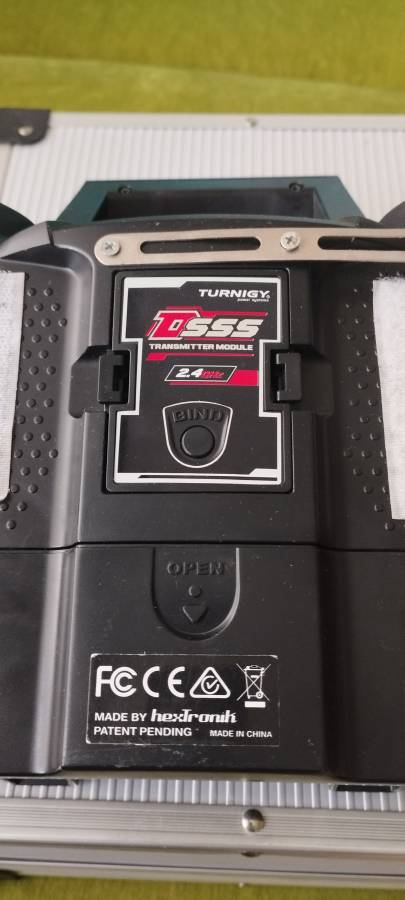 TURNIGY
power systems
DSSS
TRANSMITTER MODULE
2.4GHz
BIND
OPEN
FC CE
MADE BY hexTronik
PATENT PENDING MADE IN CHINA